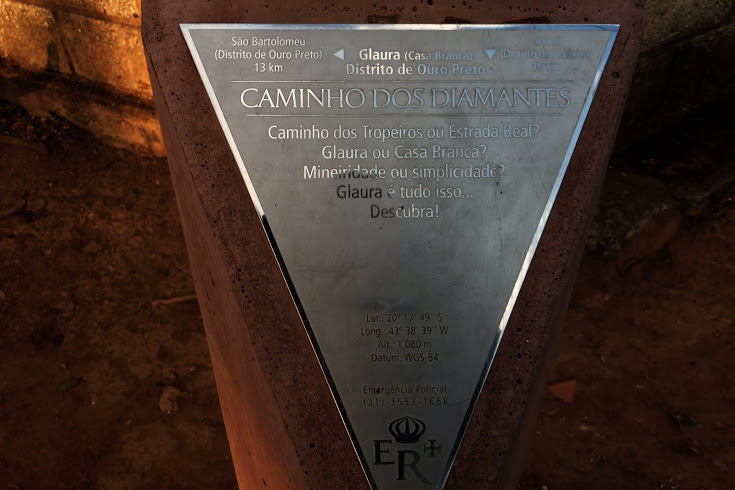 São Bartolomeu
(Distrito de Ouro Preto)
13 km
Glaura (Casa Branca)
Distrito de Ouro Preto
CAMINHO DOS DIAMANTES
Caminho dos Tropeiros ou Estrada Real?
Glaura ou Casa Branca?
Mineiridade ou simplicidade?
Glaura é tudo isso...
Descubra!
Lat.: 20° 17' 49" S
Long.: 43° 38' 39" W
Alt.: 1.080 m
Datum: WGS-84
Emergência Policial:
(31) 3553-1668
ER